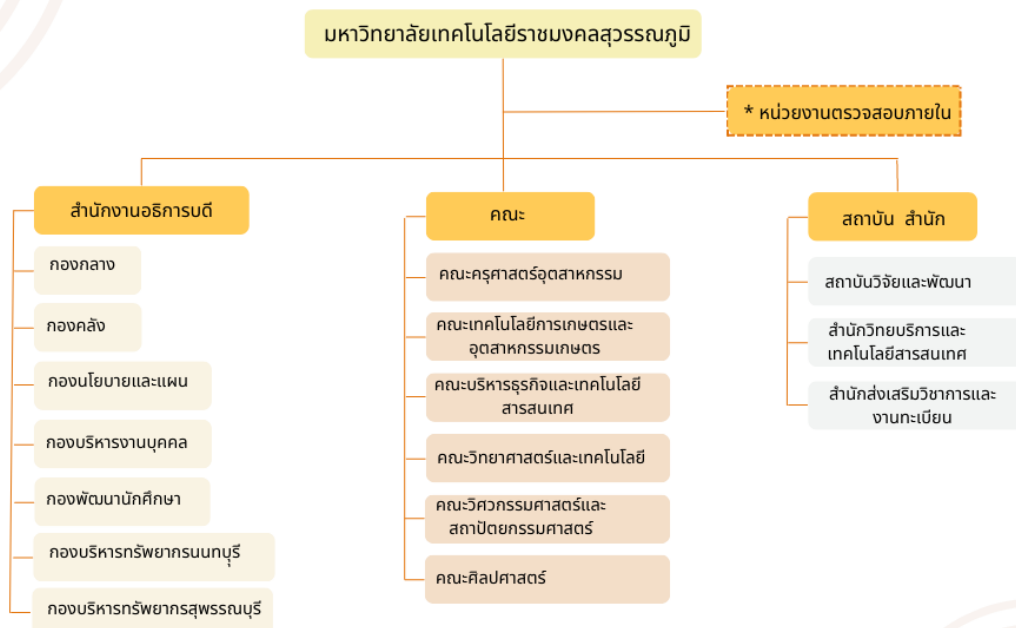 มหาวิทยาลัยเทคโนโลยีราชมงคลสุวรรณภูมิ
* หน่วยงานตรวจสอบภายใน
สำนักงานอธิการบดี
กองกลาง
กองคลัง
กองนโยบายและแผน
กองบริหารงานบุคคล
กองพัฒนานักศึกษา
กองบริหารทรัพยากรนนทบุุรี
กองบริหารทรัพยากรสุพรรณบุรี
คณะ
คณะครุศาสตร์อุตสาหกรรม
คณะเทคโนโลยีการเกษตรและ
อุตสาหกรรมเกษตร
คณะบริหารธุรกิจและเทคโนโลยี
สารสนเทศ
คณะวิทยาศาสตร์และเทคโนโลยี
คณะวิศวกรรมศาสตร์และ
สถาปัตยกรรมศาสตร์
คณะศิลปศาสตร์
สถาบัน สำนัก
สถาบันวิจัยและพัฒนา
สำนักวิทยบริการและ
เทคโนโลยีสารสนเทศ
สำนักส่งเสริมวิชาการและ
งานทะเบียน